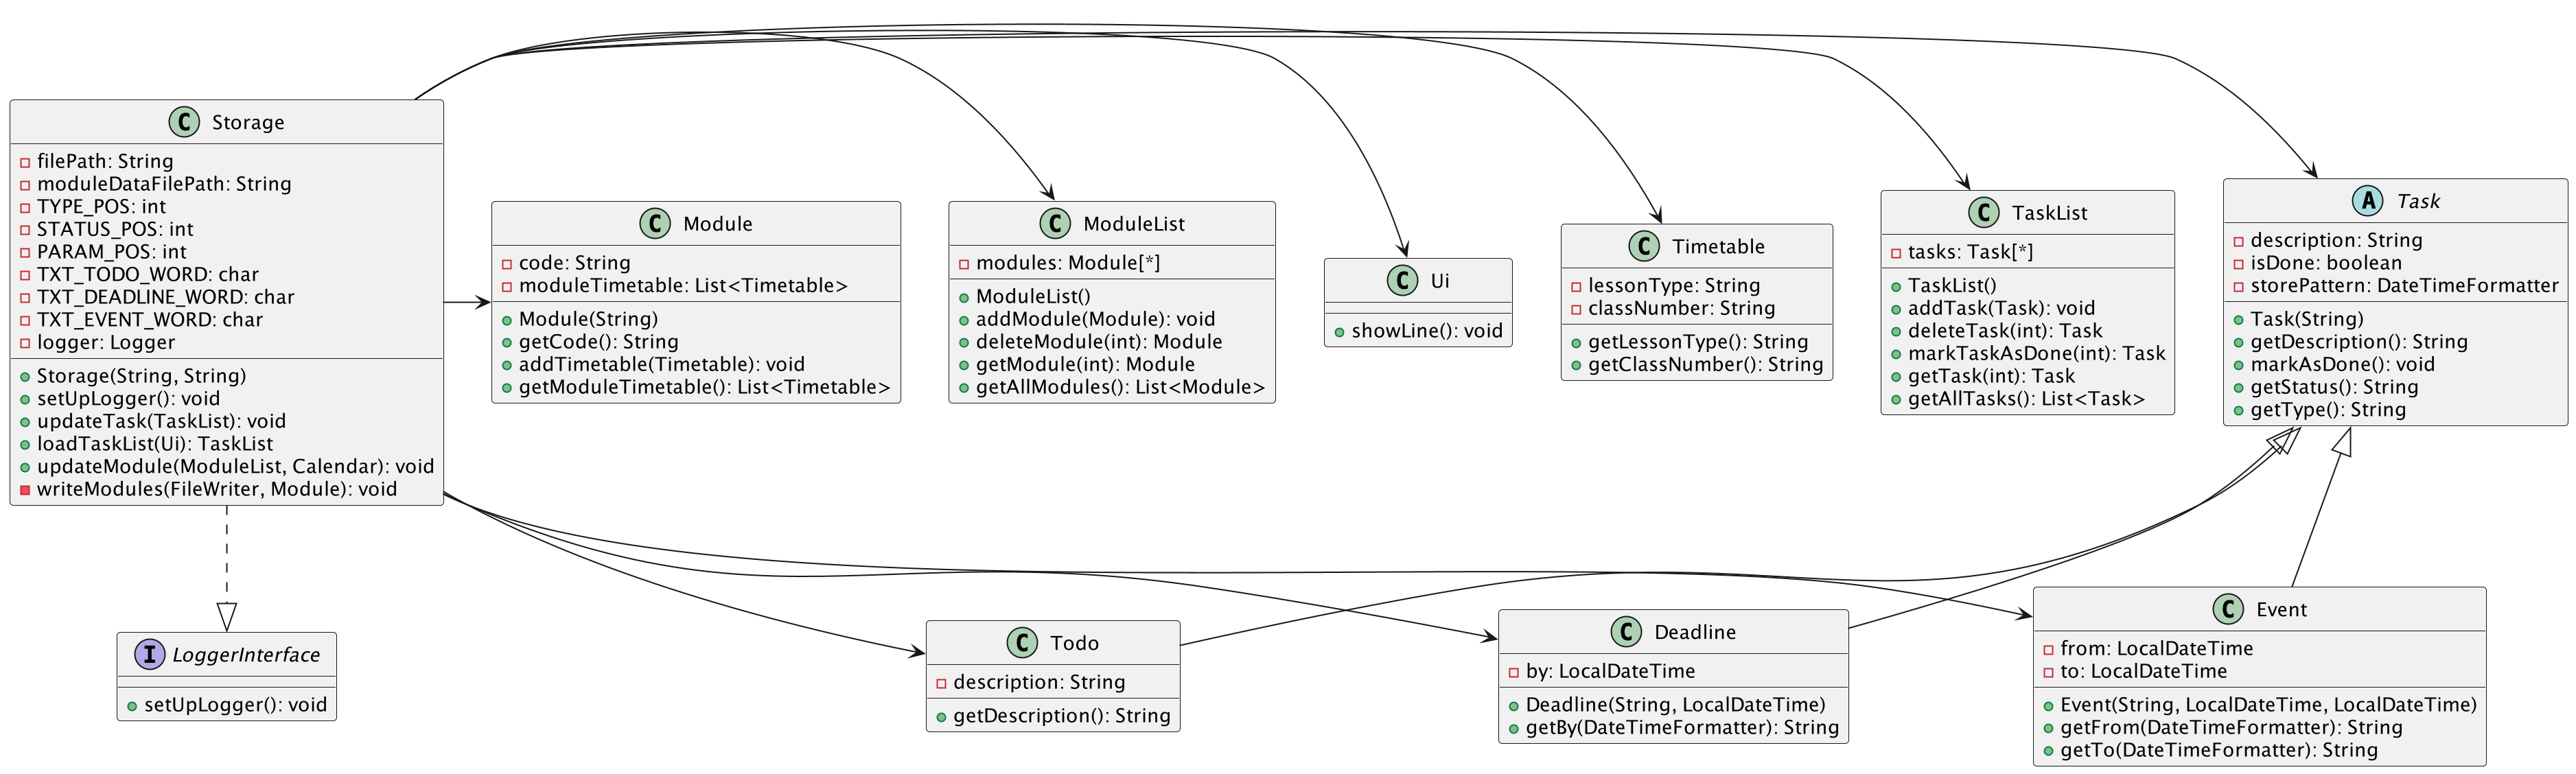 C Storage
filePath: String
moduleDataFilePath: String
TYPE_POS: int
STATUS_POS: int
PARAM_POS: int
TXT_TODO_WORD: char
TXT_DEADLINE_WORD: char
TXT_EVENT_WORD: char
logger: Logger
Storage(String, String)
setUpLogger(): void
updateTask(TaskList): void
loadTaskList(Ui): TaskList
updateModule(ModuleList, Calendar): void
writeModules(FileWriter, Module): void
C Module
code: String
moduleTimetable: List<Timetable>
Module(String)
getCode(): String
addTimetable(Timetable): void
getModuleTimetable(): List<Timetable>
C ModuleList
modules: Module[*]
ModuleList()
addModule(Module): void
deleteModule(int): Module
getModule(int): Module
getAllModules(): List<Module>
C Ui
showLine(): void
C Timetable
lessonType: String
classNumber: String
getLessonType(): String
getClassNumber(): String
C TaskList
tasks: Task[*]
TaskList()
addTask(Task): void
deleteTask(int): Task
markTaskAsDone(int): Task
getTask(int): Task
getAllTasks(): List<Task>
A Task
description: String
isDone: boolean
storePattern: DateTimeFormatter
Task(String)
getDescription(): String
markAsDone(): void
getStatus(): String
getType(): String
I LoggerInterface
setUpLogger(): void
C Todo
description: String
getDescription(): String
C Deadline
by: LocalDateTime
Deadline(String, LocalDateTime)
getBy(DateTimeFormatter): String
C Event
from: LocalDateTime
to: LocalDateTime
Event(String, LocalDateTime, LocalDateTime)
getFrom(DateTimeFormatter): String
getTo(DateTimeFormatter): String